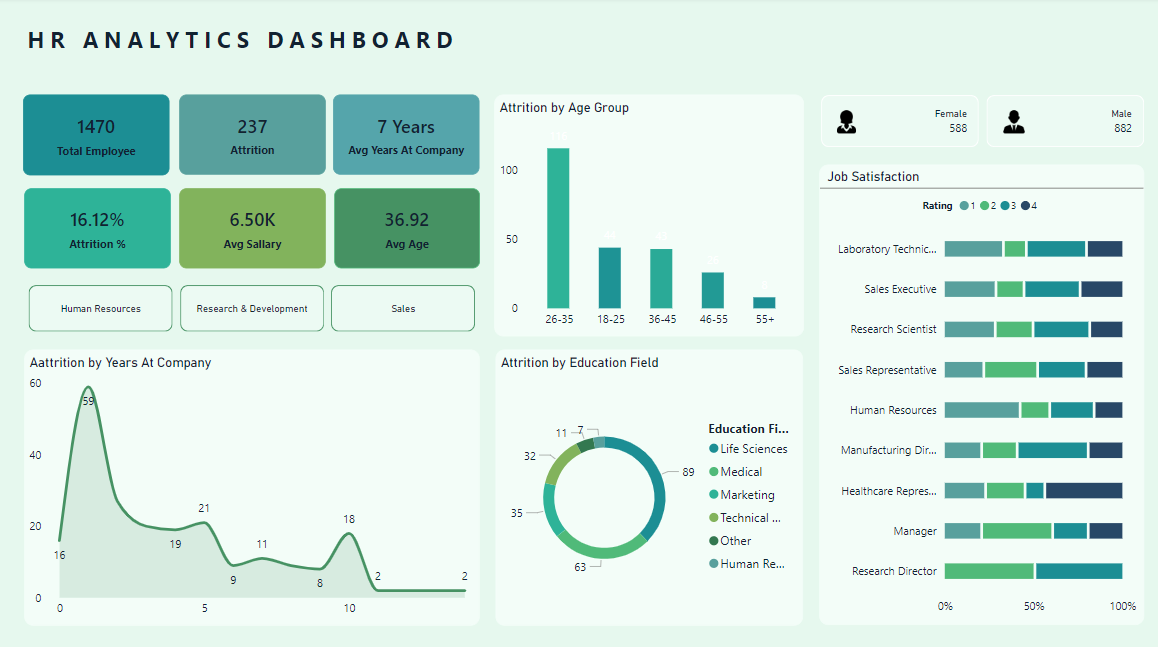 HR ANALYTICS DASHBOARD
1470
Total Employee
237
Attrition
7 Years
Avg Years At Company
16.12%
Attrition %
6.50K
Avg Sallary
36.92
Avg Age
Human Resources
Research & Development
Sales
Attrition by Age Group
100
50
0
26-35
18-25
36-45
46-55
55+
Female
588
Male
882
Job Satisfaction
Rating 1 2 3 4
Laboratory Technic...
Sales Executive
Research Scientist
Sales Representative
Human Resources
Manufacturing Dir...
Healthcare Repres...
Manager
Research Director
0%
50%
100%
Aattrition by Years At Company
60
40
20
0
59
16
19
21
9
11
8
18
2
2
0
5
10
Attrition by Education Field
11
7
32
89
35
63
Education Fi...
Life Sciences
Medical
Marketing
Technical ...
Other
Human Re...